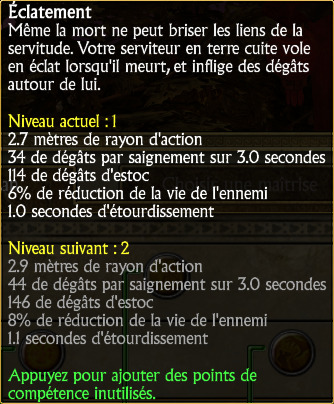 Éclatement
Même la mort ne peut briser les liens de la
servitude. Votre serviteur en terre cuite vole
en éclat lorsqu'il meurt, et inflige des dégâts
autour de lui.
Niveau actuel : 1
2.7 mètres de rayon d'action
34 de dégâts par saignement sur 3.0 secondes
114 de dégâts d'estoc
6% de réduction de la vie de l'ennemi
1.0 secondes d'étourdissement
Niveau suivant : 2
2.9 mètres de rayon d'action
44 de dégâts par saignement sur 3.0 secondes
146 de dégâts d'estoc
8% de réduction de la vie de l'ennemi
1.1 secondes d'étourdissement
Appuyez pour ajouter des points de
compétence inutilisés.